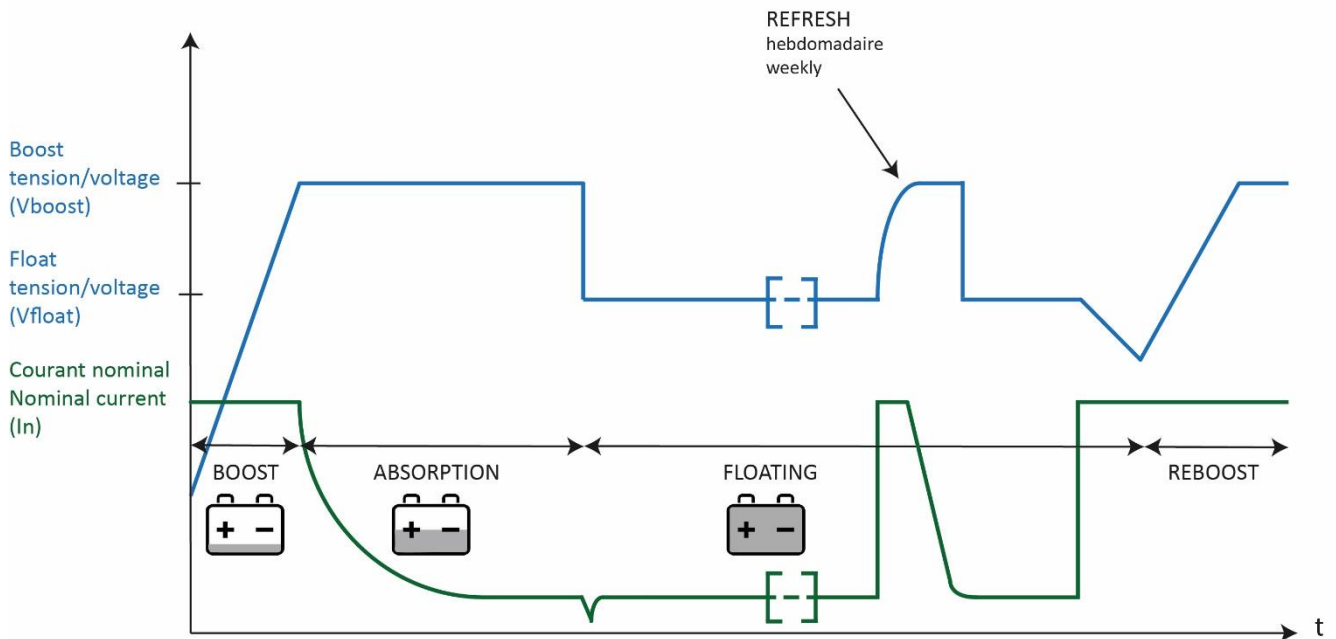 REFRESH
hebdomadaire
weekly
Boost
tension/voltage
(Vboost)
Float
tension/voltage
(Vfloat)
Courant nominal
Nominal current
(In)
BOOST
ABSORPTION
FLOATING
REBOOST
+ −
+ −
+ −
t